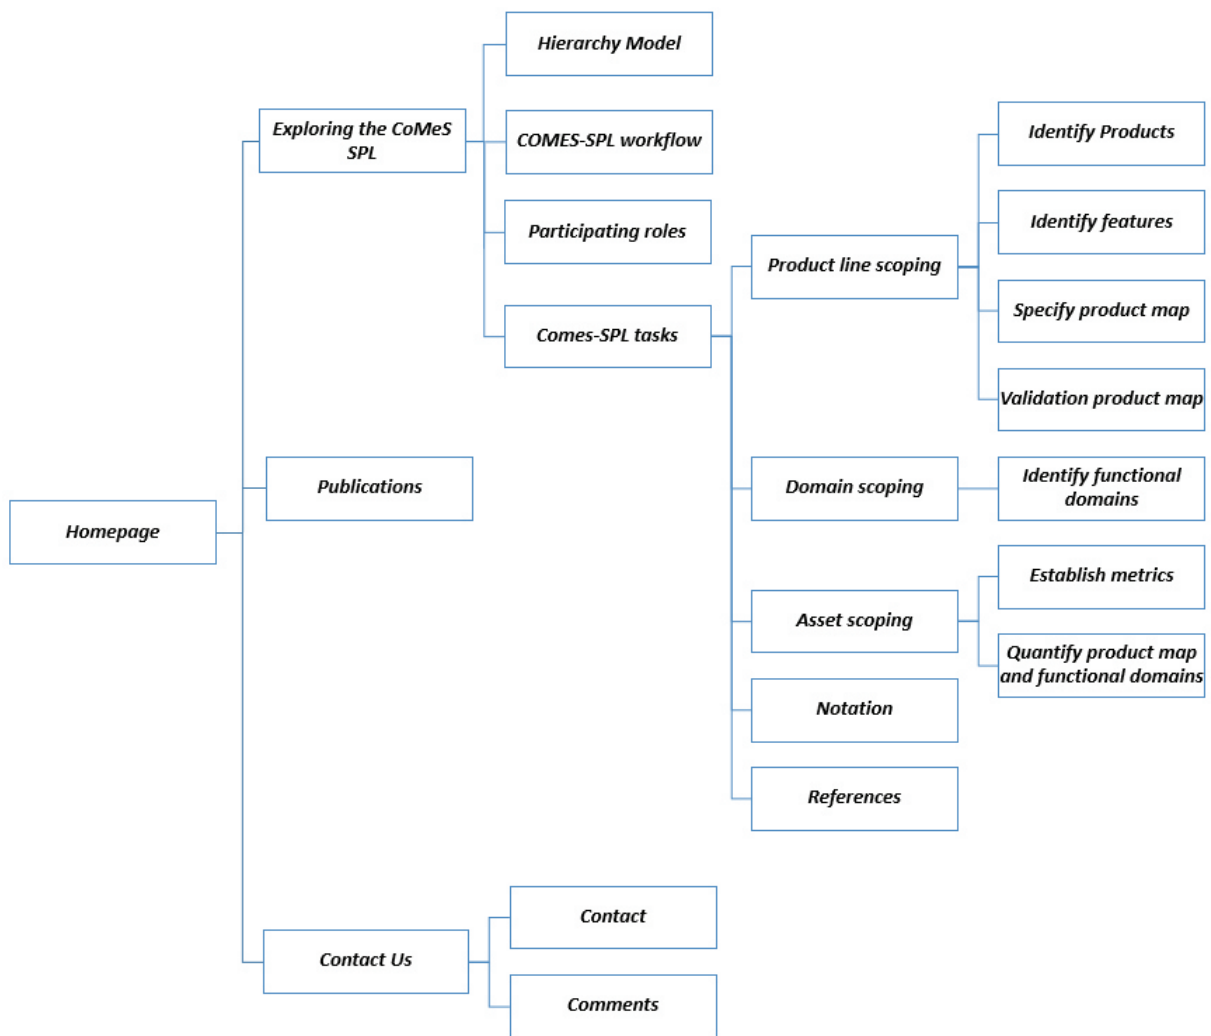 Hierarchy Model
Exploring the CoMeS
SPL
COMES-SPL workflow
Participating roles
Comes-SPL tasks
Product line scoping
Identify Products
Identify features
Specify product map
Validation product map
Domain scoping
Identify functional
domains
Asset scoping
Establish metrics
Quantify product map
and functional domains
Notation
References
Publications
Homepage
Contact Us
Contact
Comments